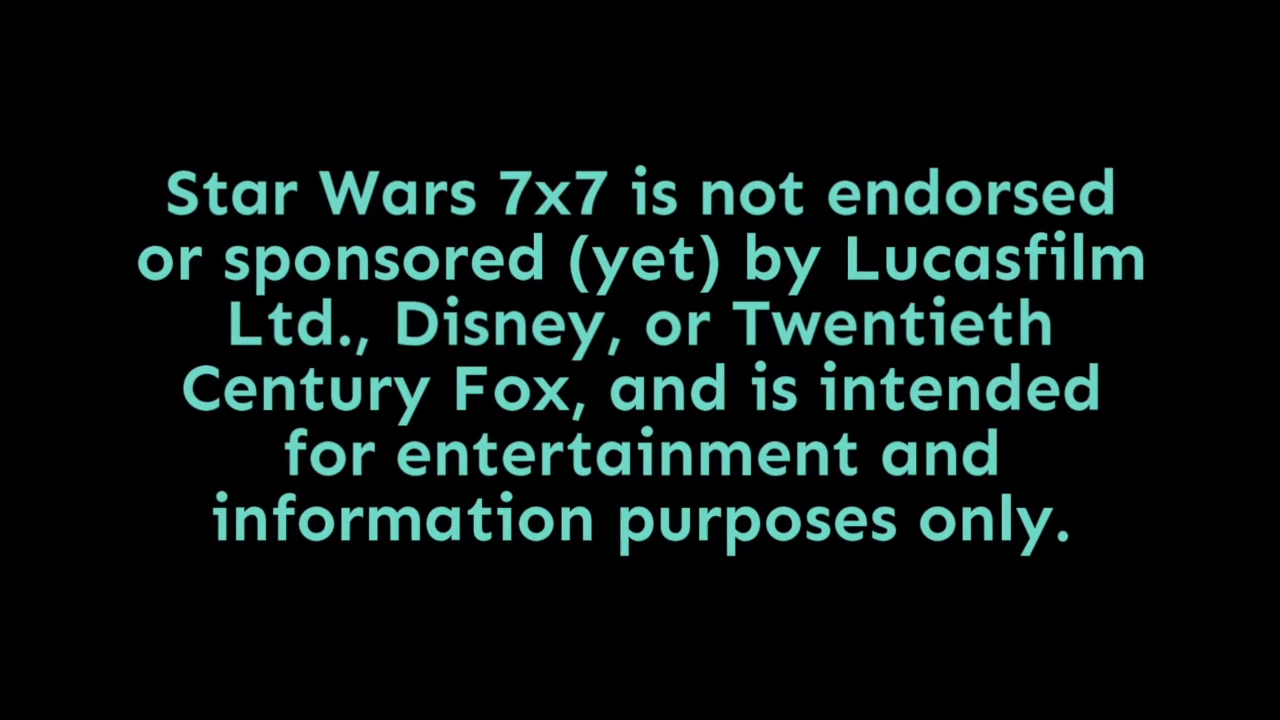 Star Wars 7x7 is not endorsed
or sponsored (yet) by Lucasfilm
Ltd., Disney, or Twentieth
Century Fox, and is intended
for entertainment and
information purposes only.